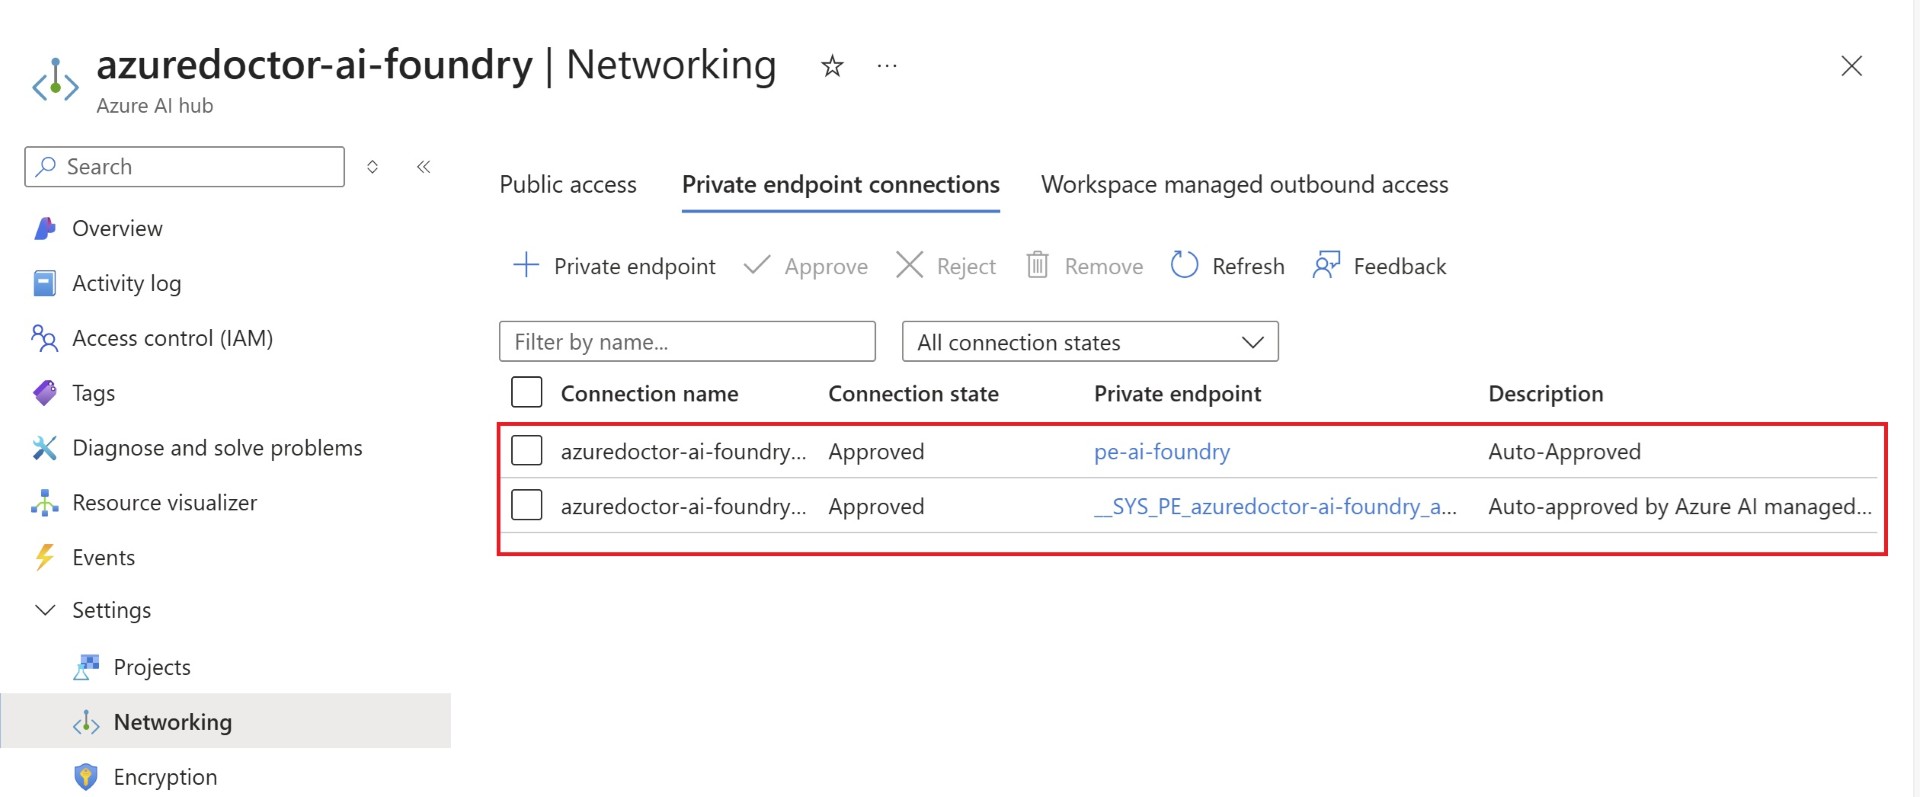 azuredoctor-ai-foundry | Networking
Azure AI hub
Search
Overview
Activity log
Access control (IAM)
Tags
Diagnose and solve problems
Resource visualizer
Events
Settings
Projects
Networking
Encryption
Public access Private endpoint connections Workspace managed outbound access
Private endpoint Approve Reject Remove Refresh Feedback
Filter by name... All connection states
Connection name Connection state Private endpoint Description
azuredoctor-ai-foundry... Approved pe-ai-foundry Auto-Approved
azuredoctor-ai-foundry... Approved __SYS_PE_azuredoctor-ai-foundry_a... Auto-approved by Azure AI managed...